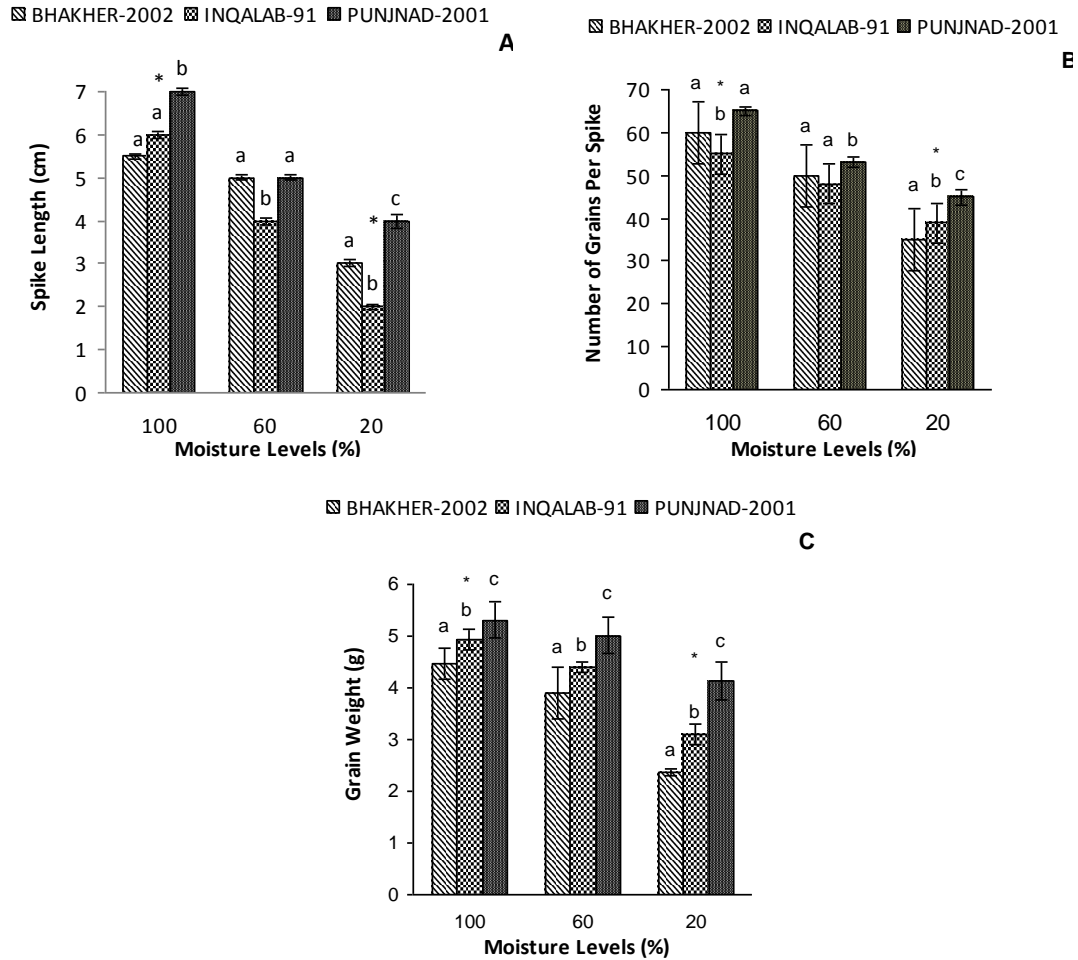 BHAKHER-2002 INQALAB-91 PUNJNAD-2001
A
Spike Length (cm)
7
6
5
4
3
2
1
0
a a * b
a b a
a b * c
100 60 20
Moisture Levels (%)
BHAKHER-2002 INQALAB-91 PUNJNAD-2001
B
Number of Grains Per Spike
70
60
50
40
30
20
10
0
a * b a
a a b
a * b c
100 60 20
Moisture Levels (%)
BHAKHER-2002 INQALAB-91 PUNJNAD-2001
C
Grain Weight (g)
6
5
4
3
2
1
0
a * b c
a b c
a * b c
100 60 20
Moisture Levels (%)